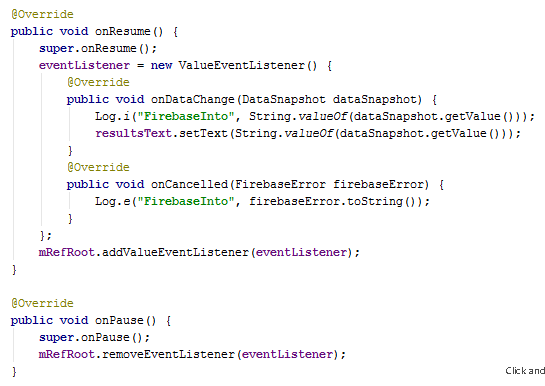 @Override
public void onResume() {
    super.onResume();
    eventListener = new ValueEventListener() {
        @Override
        public void onDataChange(DataSnapshot dataSnapshot) {
            Log.i("FirebaseInto", String.valueOf(dataSnapshot.getValue()));
            resultsText.setText(String.valueOf(dataSnapshot.getValue()));
        }
        @Override
        public void onCancelled(FirebaseError firebaseError) {
            Log.e("FirebaseInto", firebaseError.toString());
        }
    };
    mRefRoot.addValueEventListener(eventListener);
}
@Override
public void onPause() {
    super.onPause();
    mRefRoot.removeEventListener(eventListener);
}
Click and